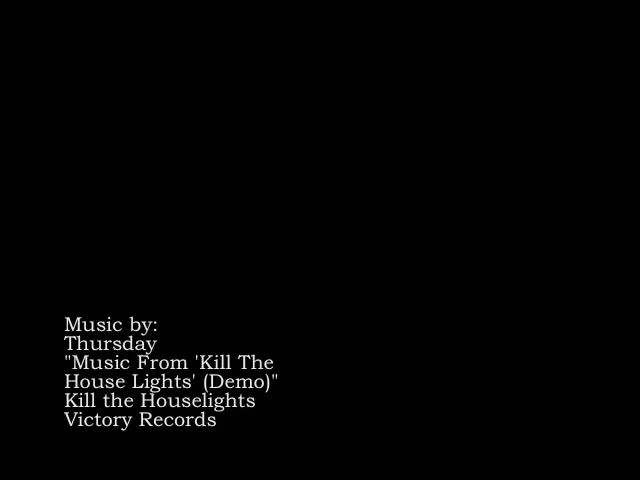 Music by:
Thursday
"Music From 'Kill The
House Lights' (Demo)"
Kill the Houselights
Victory Records